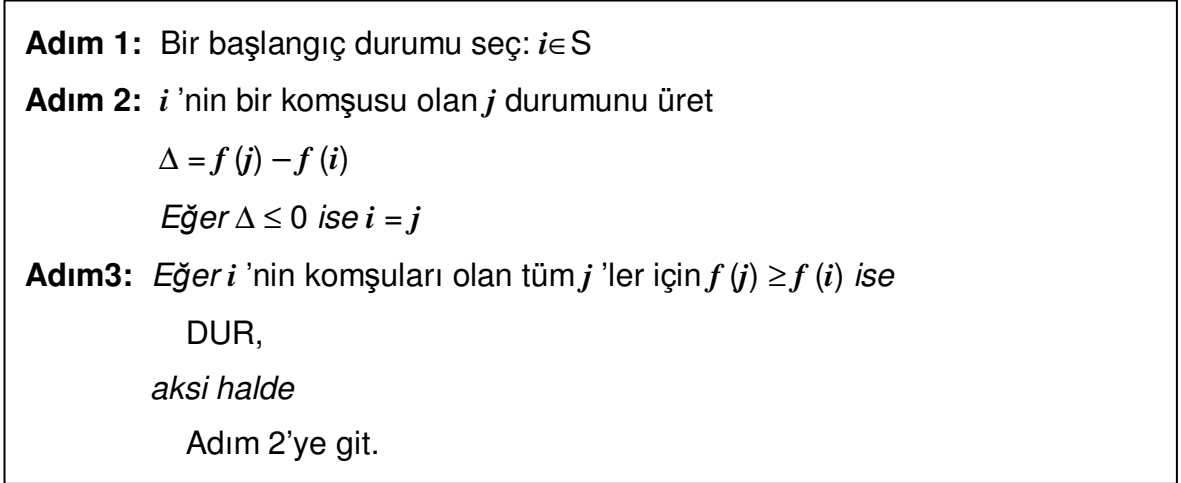 Adım 1: Bir başlangıç durumu seç: i∈S
Adım 2: i 'nin bir komşusu olan j durumunu üret
Δ = f (j) − f (i)
Eğer Δ ≤ 0 ise i = j
Adım3: Eğer i 'nin komşuları olan tüm j 'ler için f (j) ≥ f (i) ise
DUR,
aksi halde
Adım 2'ye git.